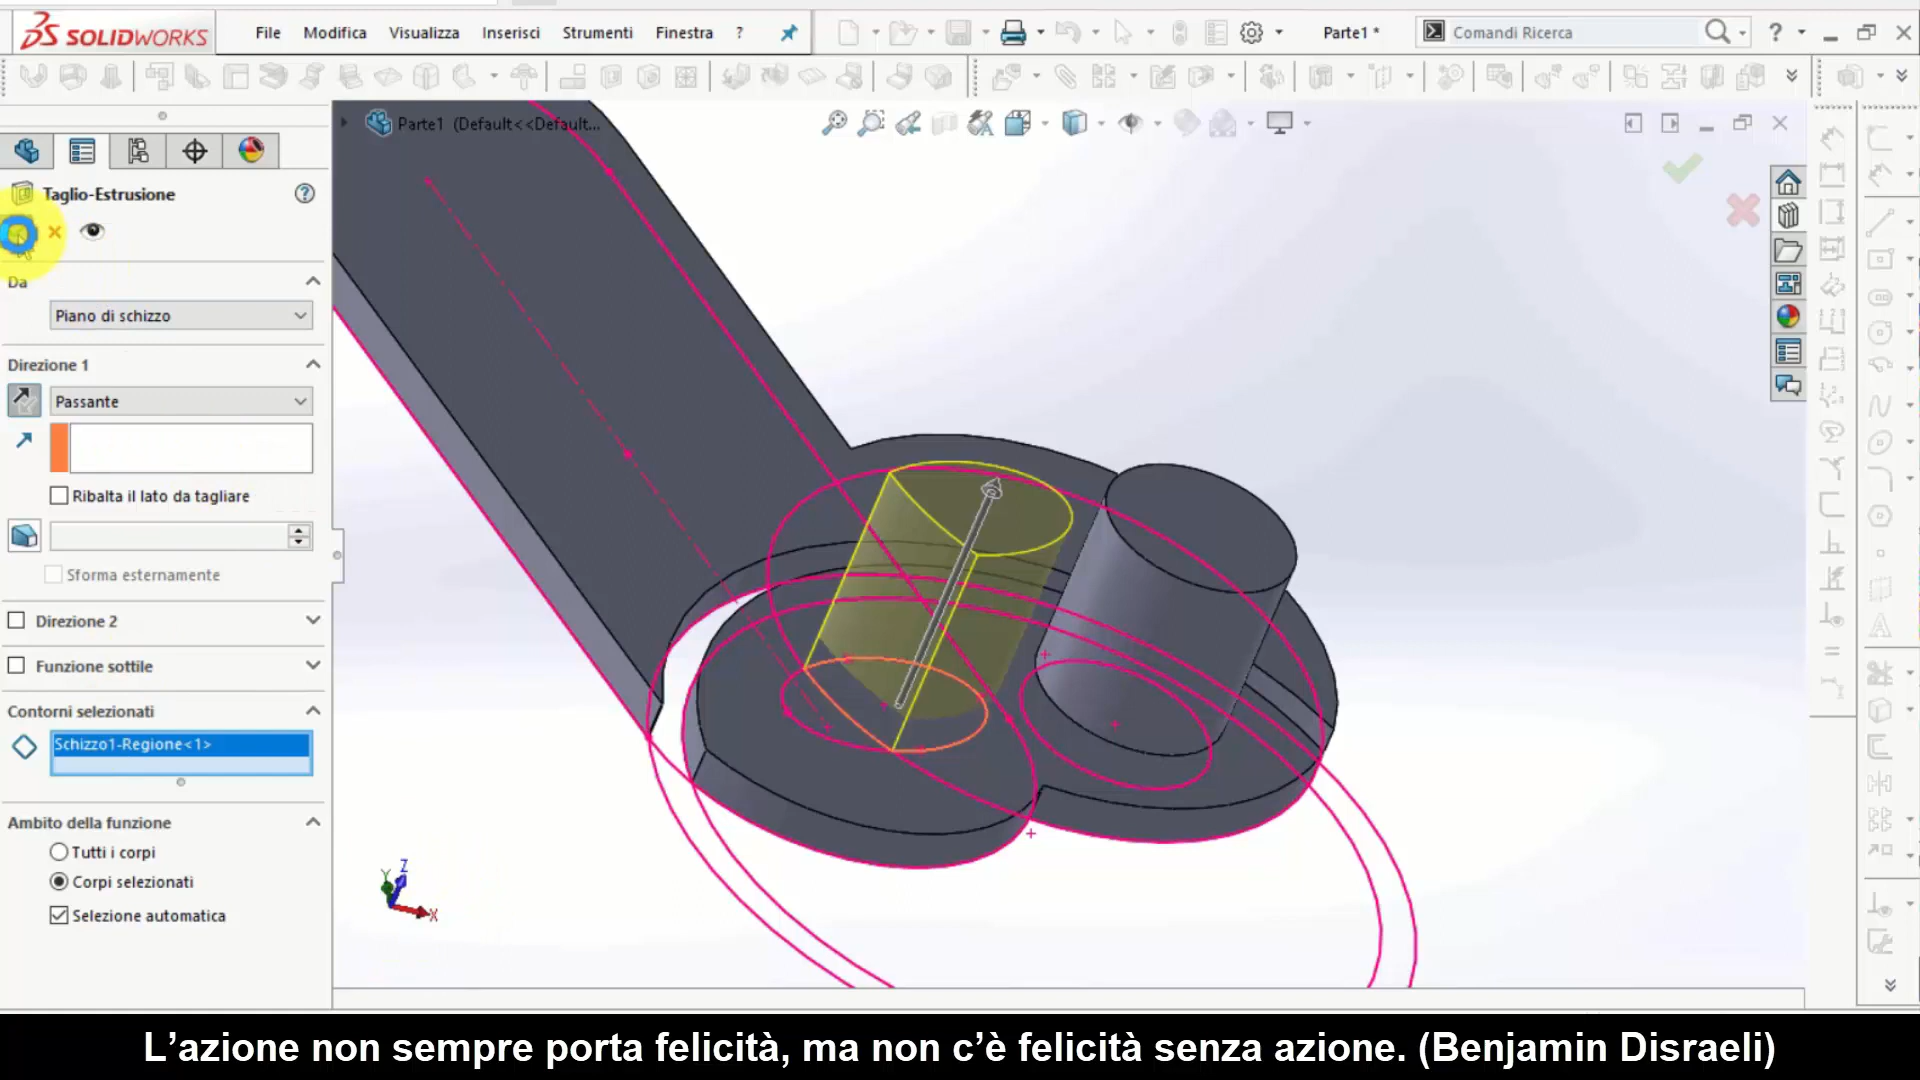 SOLIDWORKS
File Modifica Visualizza Inserisci Strumenti Finestra ?
Parte1 *
Comandi Ricerca
?
Parte1 (Default<<Default...
Taglio-Estrusione
Da
Piano di schizzo
Direzione 1
Passante
Ribalta il lato da tagliare
Sforma esternamente
Direzione 2
Funzione sottile
Contorni selezionati
Schizzo1-Regione<1>
Ambito della funzione
Tutti i corpi
Corpi selezionati
Selezione automatica
Y Z
X
L’azione non sempre porta felicità, ma non c’è felicità senza azione. (Benjamin Disraeli)